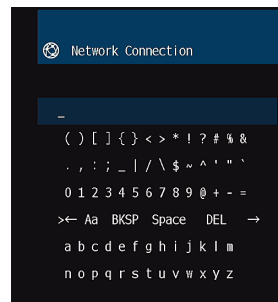 Network Connection
_
( ) [ ] { } < > * ! ? # % &
. , : ; _ | / \ $ ~ ^ ' " `
0 1 2 3 4 5 6 7 8 9 @ + - =
>← Aa BKSP Space DEL →
a b c d e f g h i j k l m
n o p q r s t u v w x y z